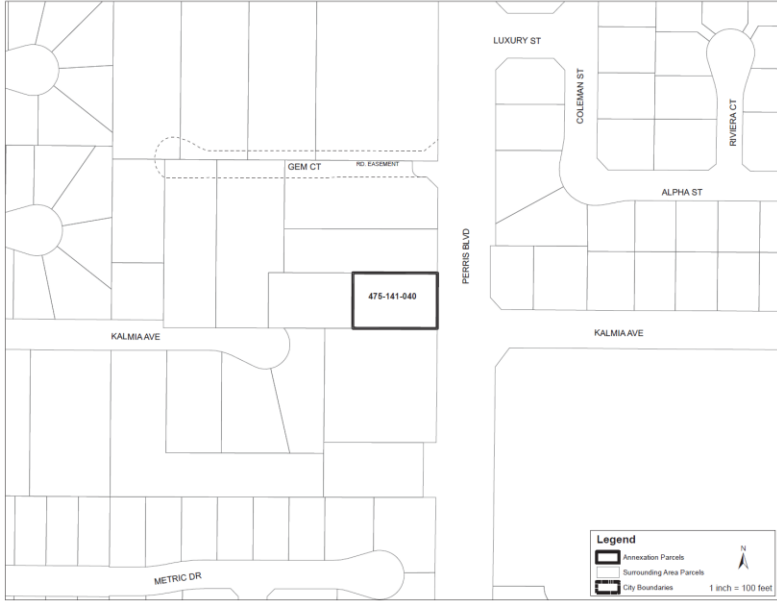 LUXURY ST
COLEMAN ST
RIVIERA CT
GEM CT
RD. EASEMENT
ALPHA ST
PERRIS BLVD
475-141-040
KALMIA AVE
KALMIA AVE
METRIC DR
Legend
Annexation Parcels
Surrounding Area Parcels
City Boundaries
N
1 inch = 100 feet